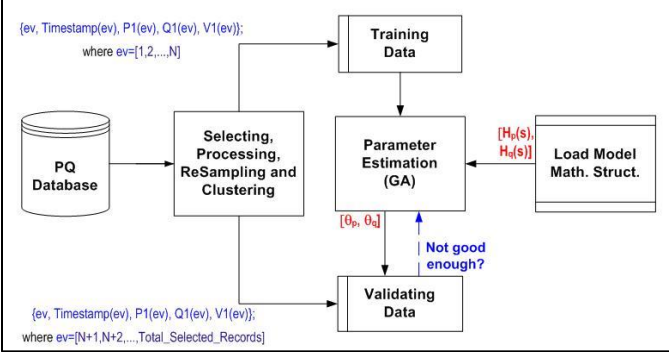 {ev, Timestamp(ev), P1(ev), Q1(ev), V1(ev)};
where ev=[1,2,...,N]
Training
Data
PQ
Database
Selecting,
Processing,
ReSampling and
Clustering
Parameter
Estimation
(GA)
[Hp(s),
Hq(s)]
Load Model
Math. Struct.
[θp, θq]
Not good
enough?
Validating
Data
{ev, Timestamp(ev), P1(ev), Q1(ev), V1(ev)};
where ev=[N+1,N+2,...,Total_Selected_Records]